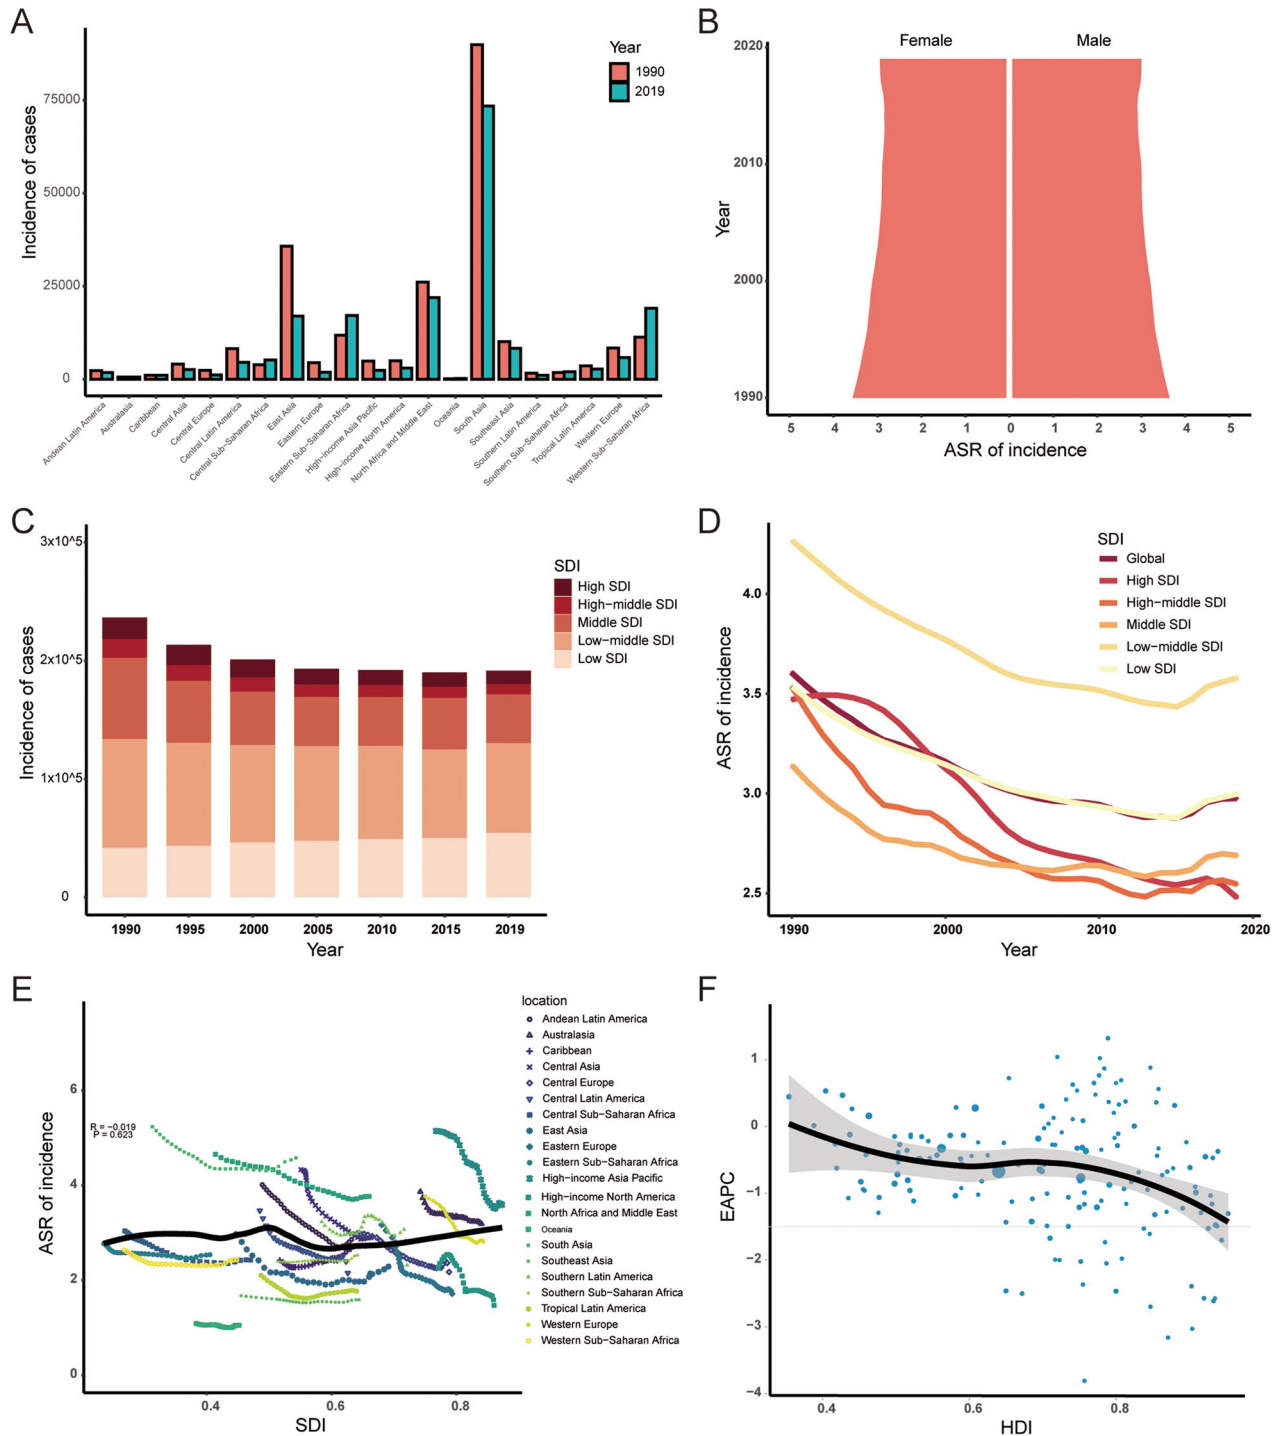 A
Incidence of cases
75000
50000
25000
0
Year
1990
2019
Andean Latin America
Australasia
Caribbean
Central Asia
Central Europe
Central Latin America
Central Sub−Saharan Africa
East Asia
Eastern Europe
Eastern Sub−Saharan Africa
High−income Asia Pacific
High−income North America
North Africa and Middle East
Oceania
South Asia
Southeast Asia
Southern Latin America
Southern Sub−Saharan Africa
Tropical Latin America
Western Europe
Western Sub−Saharan Africa
B
Female
Male
Year
2020
2010
2000
1990
5 4 3 2 1 0 1 2 3 4 5
ASR of incidence
C
Incidence of cases
3x10^5
2x10^5
1x10^5
0
1990 1995 2000 2005 2010 2015 2019
Year
SDI
High SDI
High−middle SDI
Middle SDI
Low−middle SDI
Low SDI
D
ASR of incidence
4.0
3.5
3.0
2.5
1990 2000 2010 2020
Year
SDI
Global
High SDI
High−middle SDI
Middle SDI
Low−middle SDI
Low SDI
E
ASR of incidence
6
4
2
0
R = −0.019
P = 0.623
0.4 0.6 0.8
SDI
location
Andean Latin America
Australasia
Caribbean
Central Asia
Central Europe
Central Latin America
Central Sub−Saharan Africa
East Asia
Eastern Europe
Eastern Sub−Saharan Africa
High−income Asia Pacific
High−income North America
North Africa and Middle East
Oceania
South Asia
Southeast Asia
Southern Latin America
Southern Sub−Saharan Africa
Tropical Latin America
Western Europe
Western Sub−Saharan Africa
F
EAPC
1
0
−1
−2
−3
−4
0.4 0.6 0.8
HDI